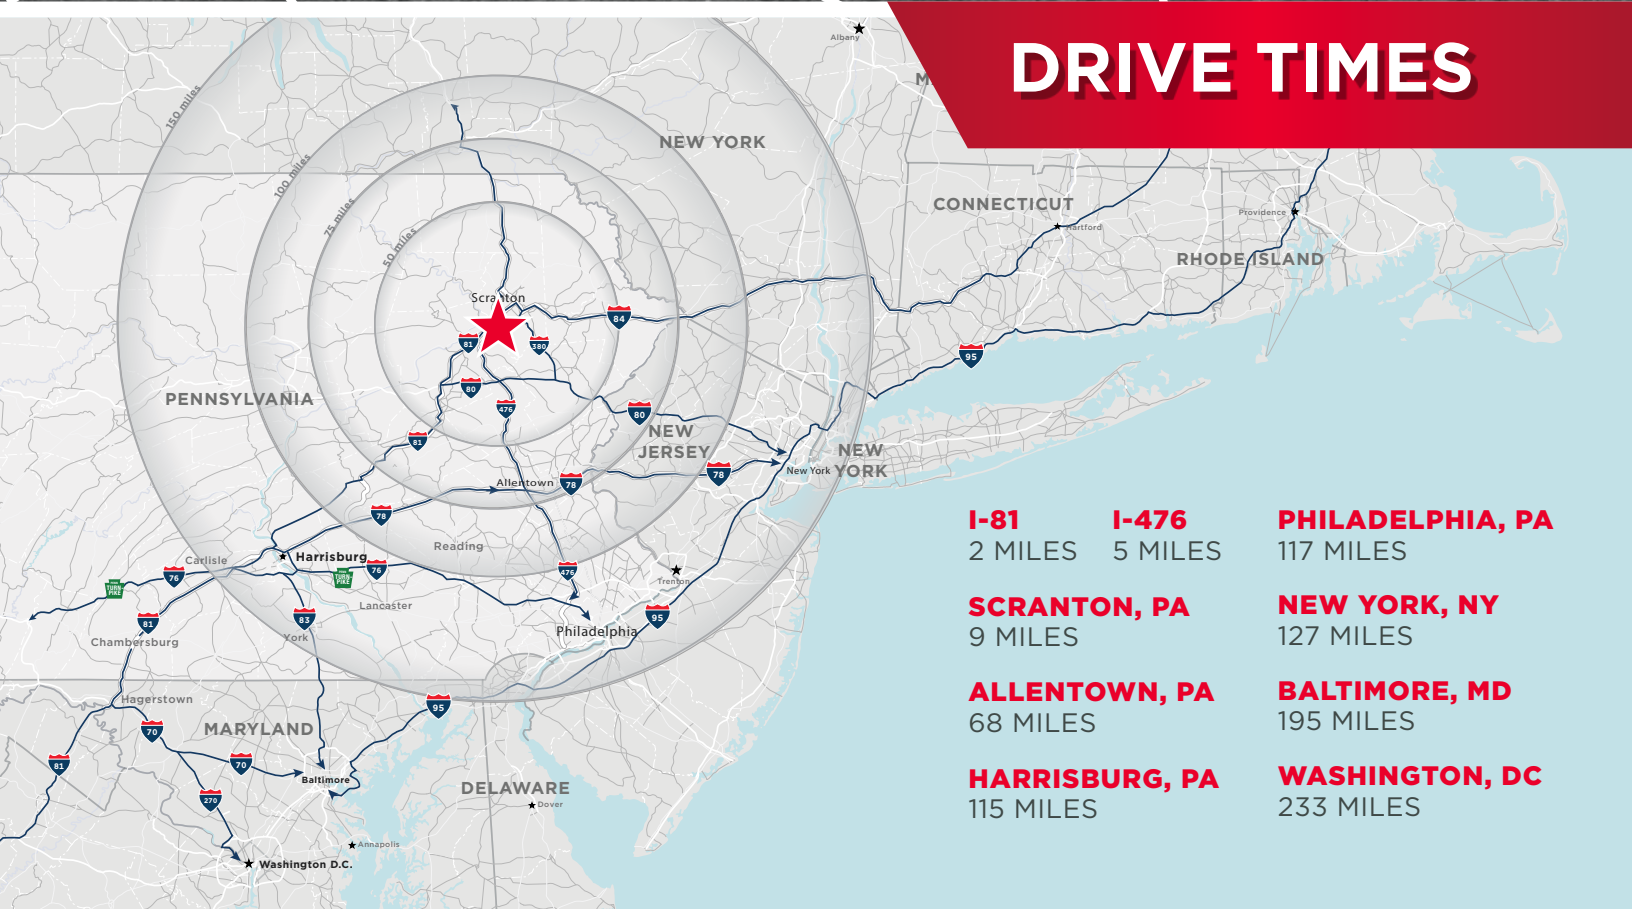 DRIVE TIMES
Albany
150 miles
100 miles
75 miles
50 miles
NEW YORK
CONNECTICUT
Hartford
Providence
RHODE ISLAND
Scranton
84
81
380
95
80
476
PENNSYLVANIA
80
81
NEW
JERSEY
NEW
YORK
New York
78
Allentown
78
78
Reading
Carlisle
Harrisburg
76
TURN-
PIKE
76
476
TURN-
PIKE
Trenton
Lancaster
81
83
95
Chambersburg
York
Philadelphia
Hagerstown
95
MARYLAND
70
81
70
Baltimore
DELAWARE
270
Dover
Annapolis
Washington D.C.
I-81
2 MILES
I-476
5 MILES
PHILADELPHIA, PA
117 MILES
SCRANTON, PA
9 MILES
NEW YORK, NY
127 MILES
ALLENTOWN, PA
68 MILES
BALTIMORE, MD
195 MILES
HARRISBURG, PA
115 MILES
WASHINGTON, DC
233 MILES